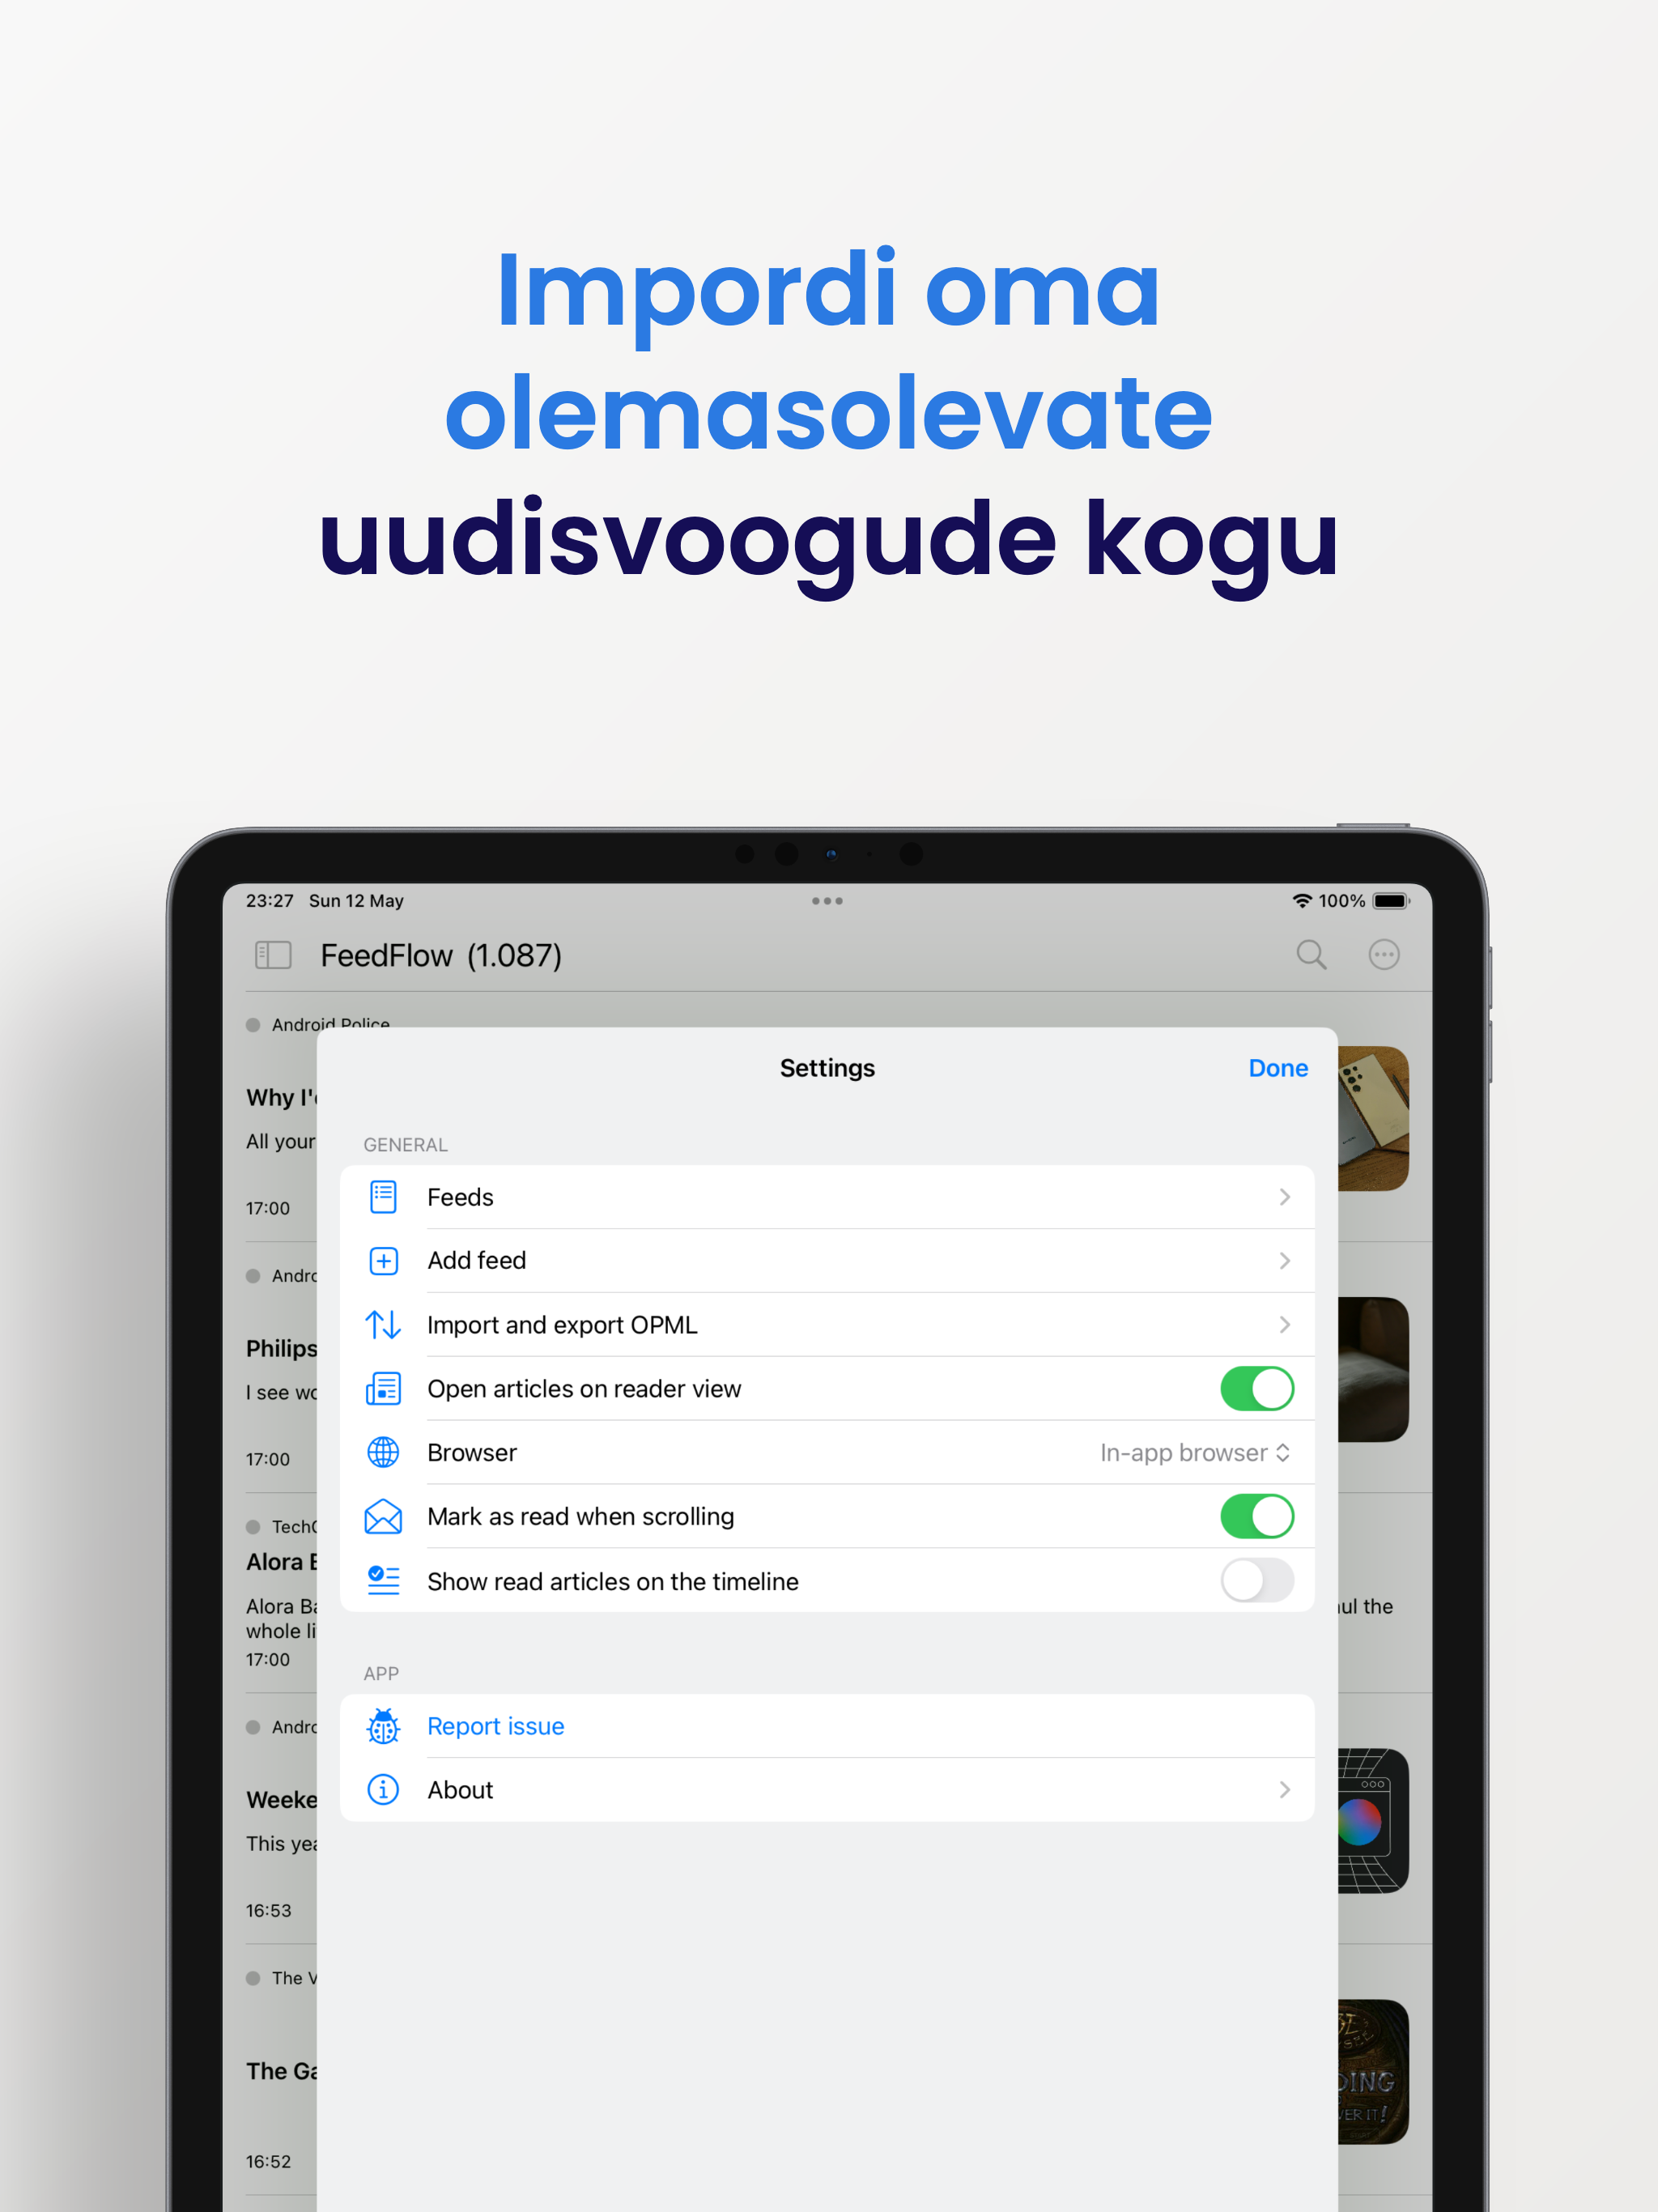 Impordi oma
olemasolevate
uudisvoogude kogu
23:27 Sun 12 May
100%
FeedFlow (1.087)
Android Police
Settings
Done
Why I'
All your
17:00
GENERAL
Feeds
Add feed
Import and export OPML
Open articles on reader view
Browser
In-app browser
Mark as read when scrolling
Show read articles on the timeline
Andro
Philips
I see wo
17:00
Tech
Alora
Alora Ba
whole li
ul the
17:00
APP
Report issue
About
Andro
Weeke
This yea
16:53
The V
The Ga
16:52
DING
VER IT!